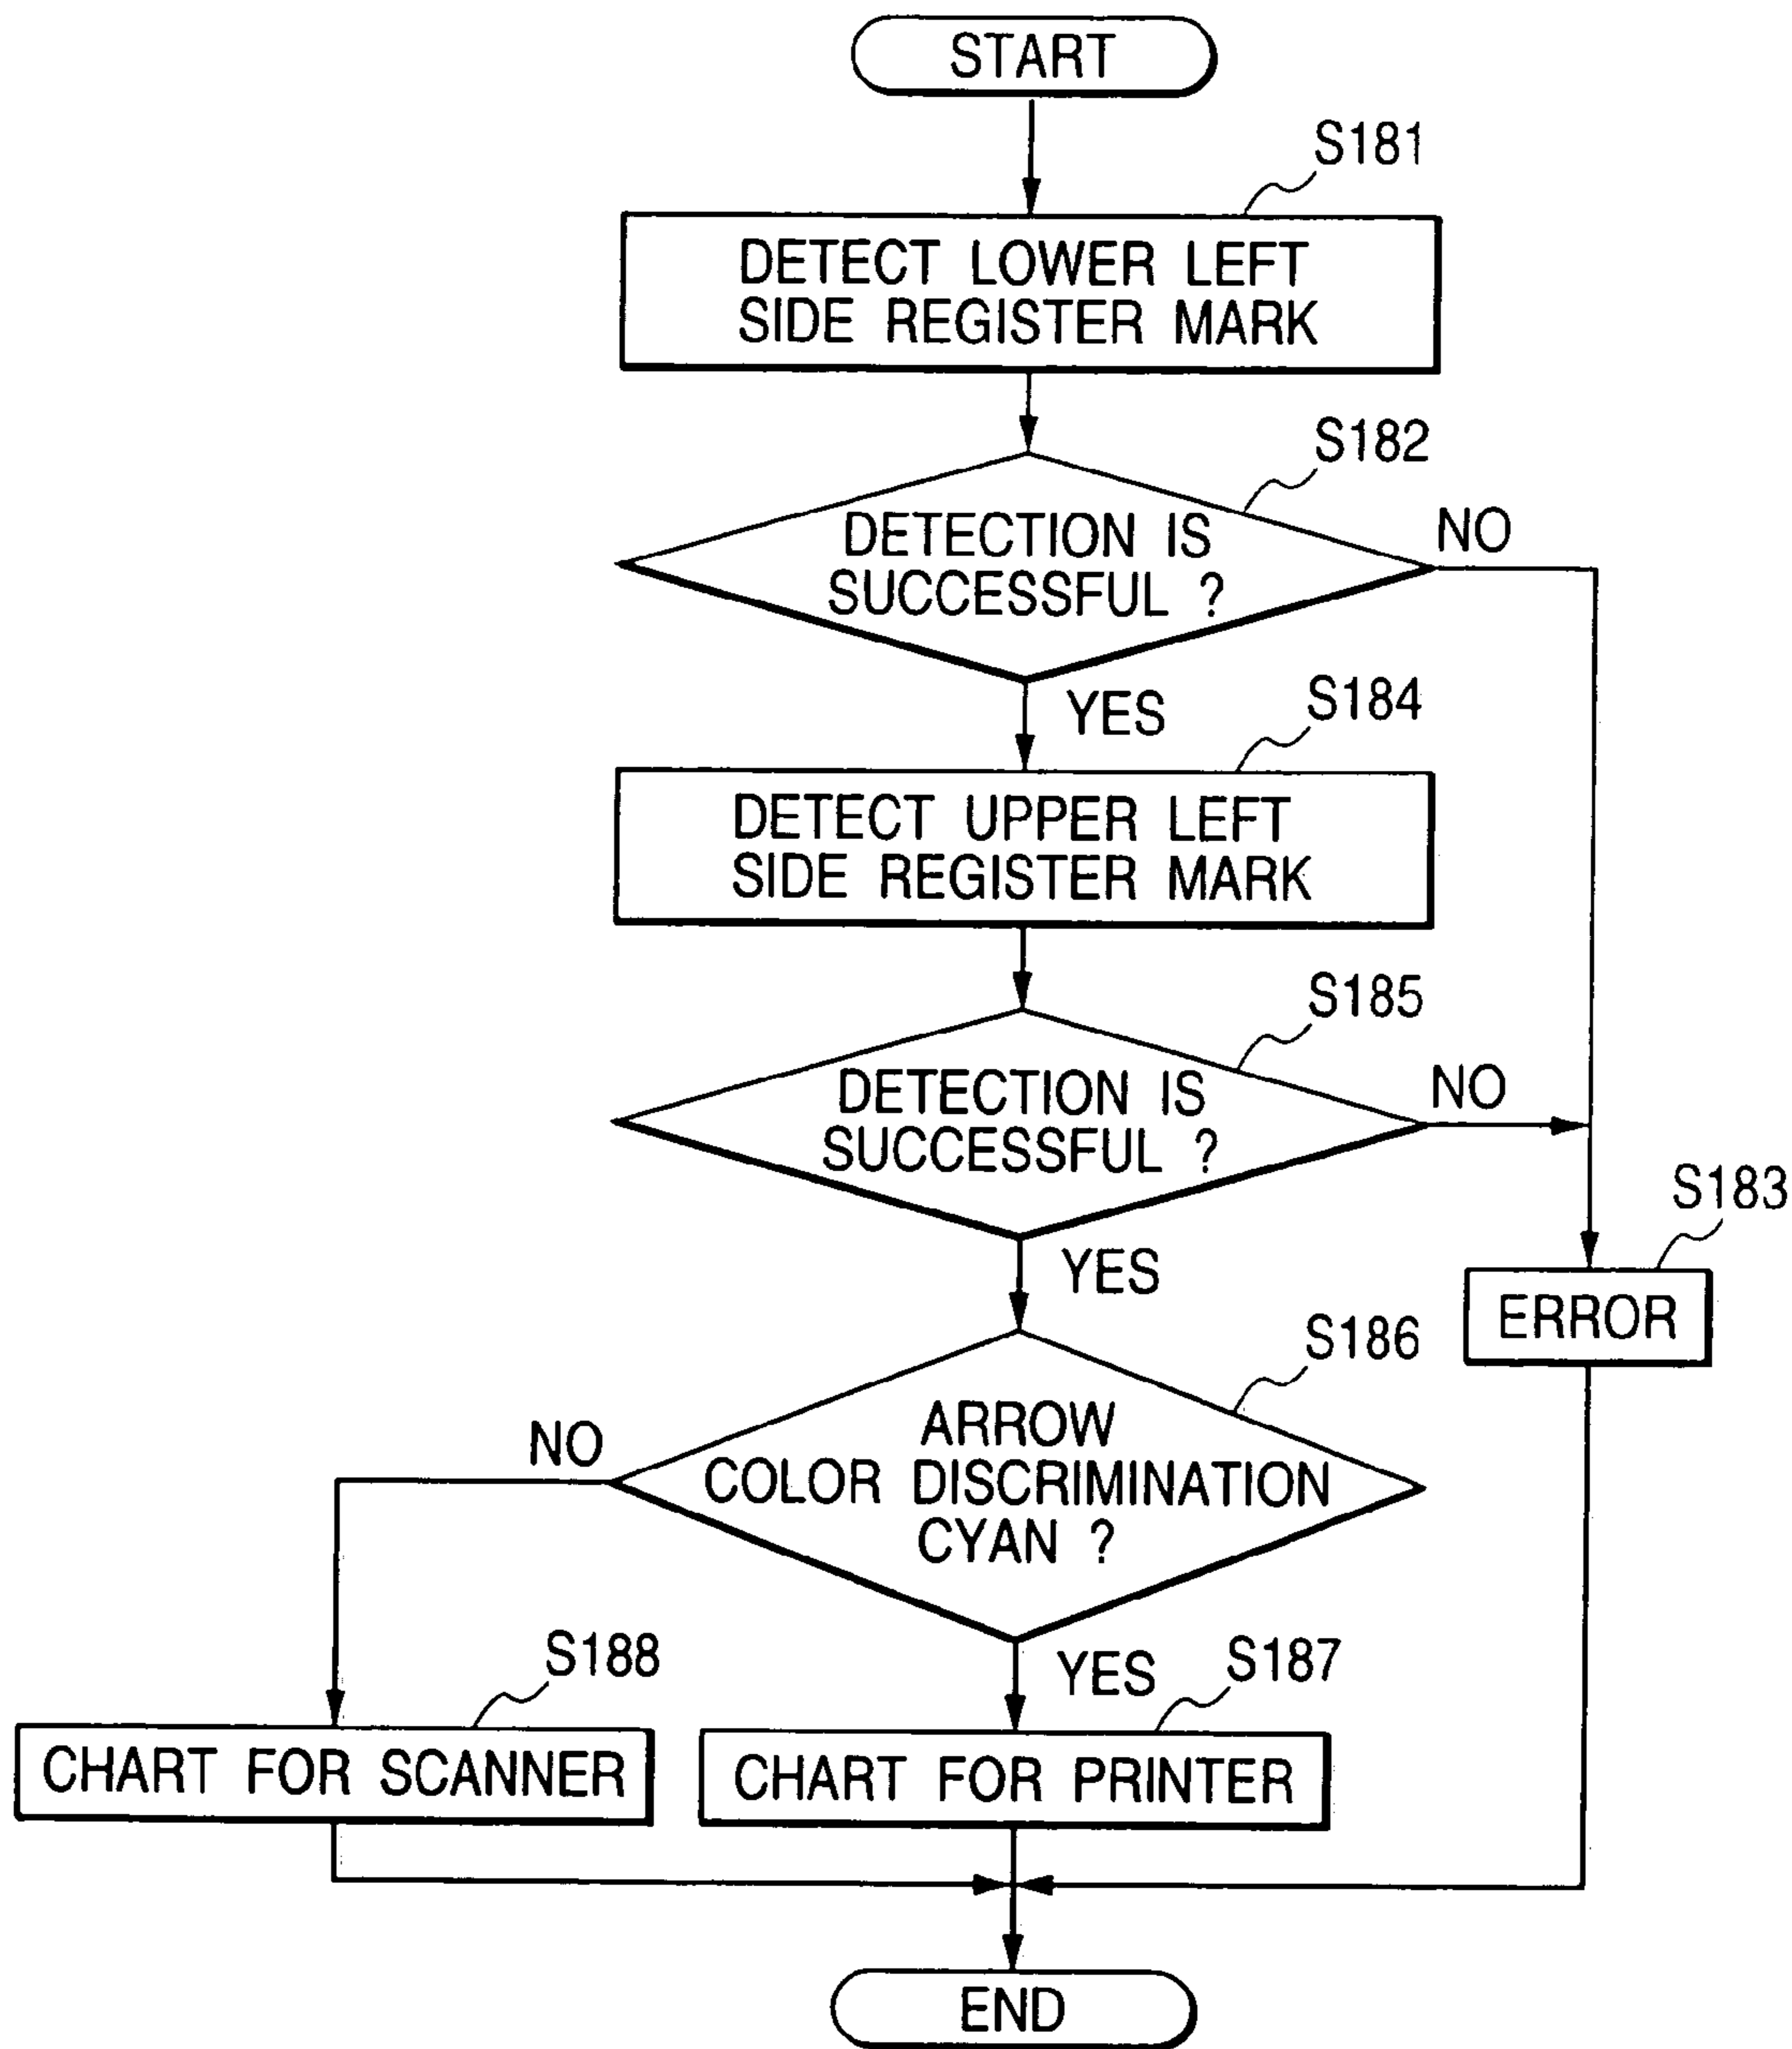 START
S181
DETECT LOWER LEFT
SIDE REGISTER MARK
S182
DETECTION IS
SUCCESSFUL ?
NO
YES
S184
DETECT UPPER LEFT
SIDE REGISTER MARK
S185
DETECTION IS
SUCCESSFUL ?
NO
YES
S183
ERROR
S186
ARROW
COLOR DISCRIMINATION
CYAN ?
NO
YES
S188
S187
CHART FOR SCANNER
CHART FOR PRINTER
END